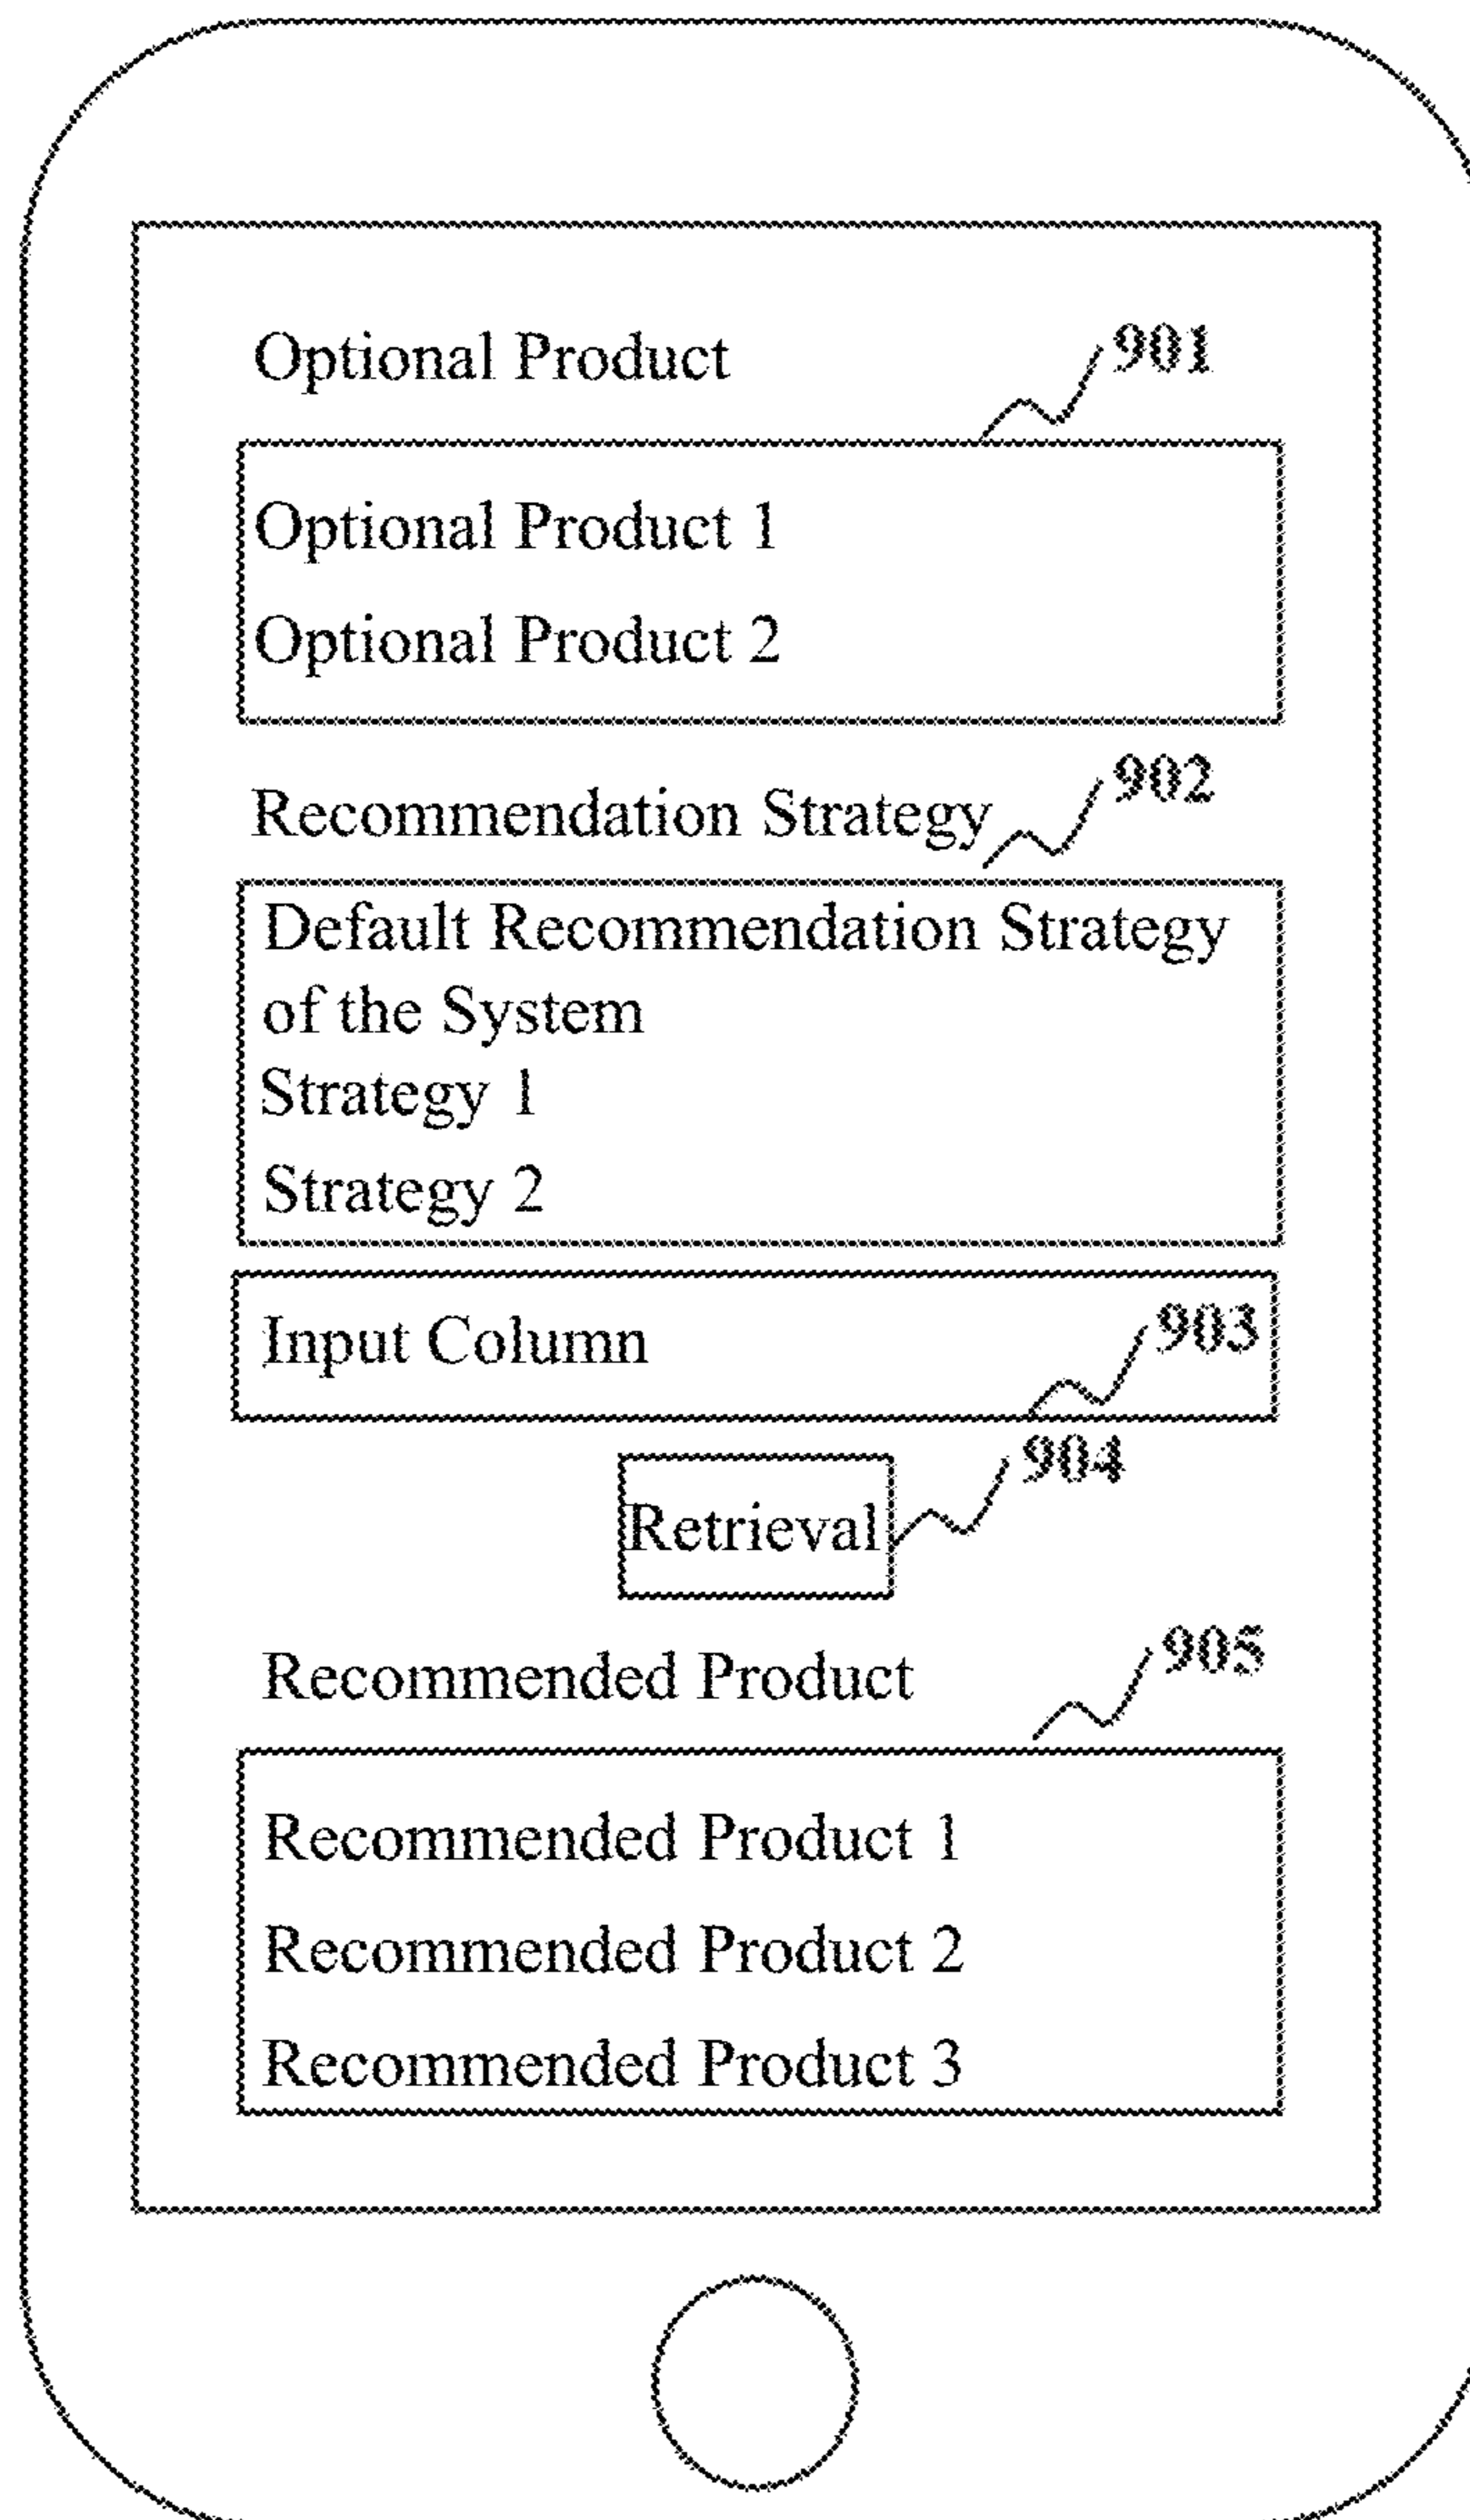 Optional Product
901
Optional Product 1
Optional Product 2
902
Recommendation Strategy
Default Recommendation Strategy
of the System
Strategy 1
Strategy 2
Input Column
903
904
Retrieval
905
Recommended Product
Recommended Product 1
Recommended Product 2
Recommended Product 3